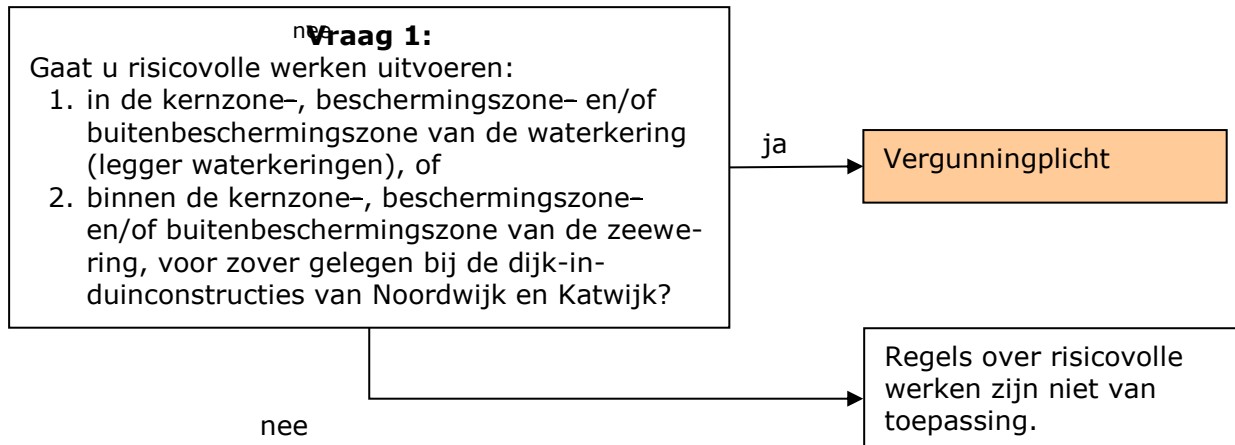 nee
Vraag 1:
Gaat u risicovolle werken uitvoeren:
1. in de kernzone–, beschermingszone– en/of
buitenbeschermingszone van de waterkering
(legger waterkeringen), of
2. binnen de kernzone–, beschermingszone–
en/of buitenbeschermingszone van de zeewe-
ring, voor zover gelegen bij de dijk-in-
duinconstructies van Noordwijk en Katwijk?
ja
Vergunningplicht
Regels over risicovolle
werken zijn niet van
toepassing.
nee